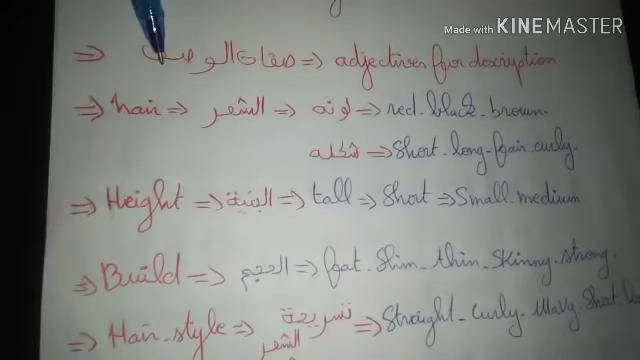 Made with KINEMASTER
⇒ صفات الوصف ⇒ adjectives for description
⇒ hair ⇒ الشعر ⇒ لونه ⇒ red - black - brown.
شكله ⇒ Short - long - fair - curly.
⇒ Height ⇒ البنية ⇒ tall ⇒ Short ⇒ Small - medium
⇒ Build ⇒ الحجم ⇒ fat - Slim - thin - Skinny - strong.
⇒ Hair - style ⇒ تسريحة الشعر ⇒ Straight - Curly - Wavy - Short